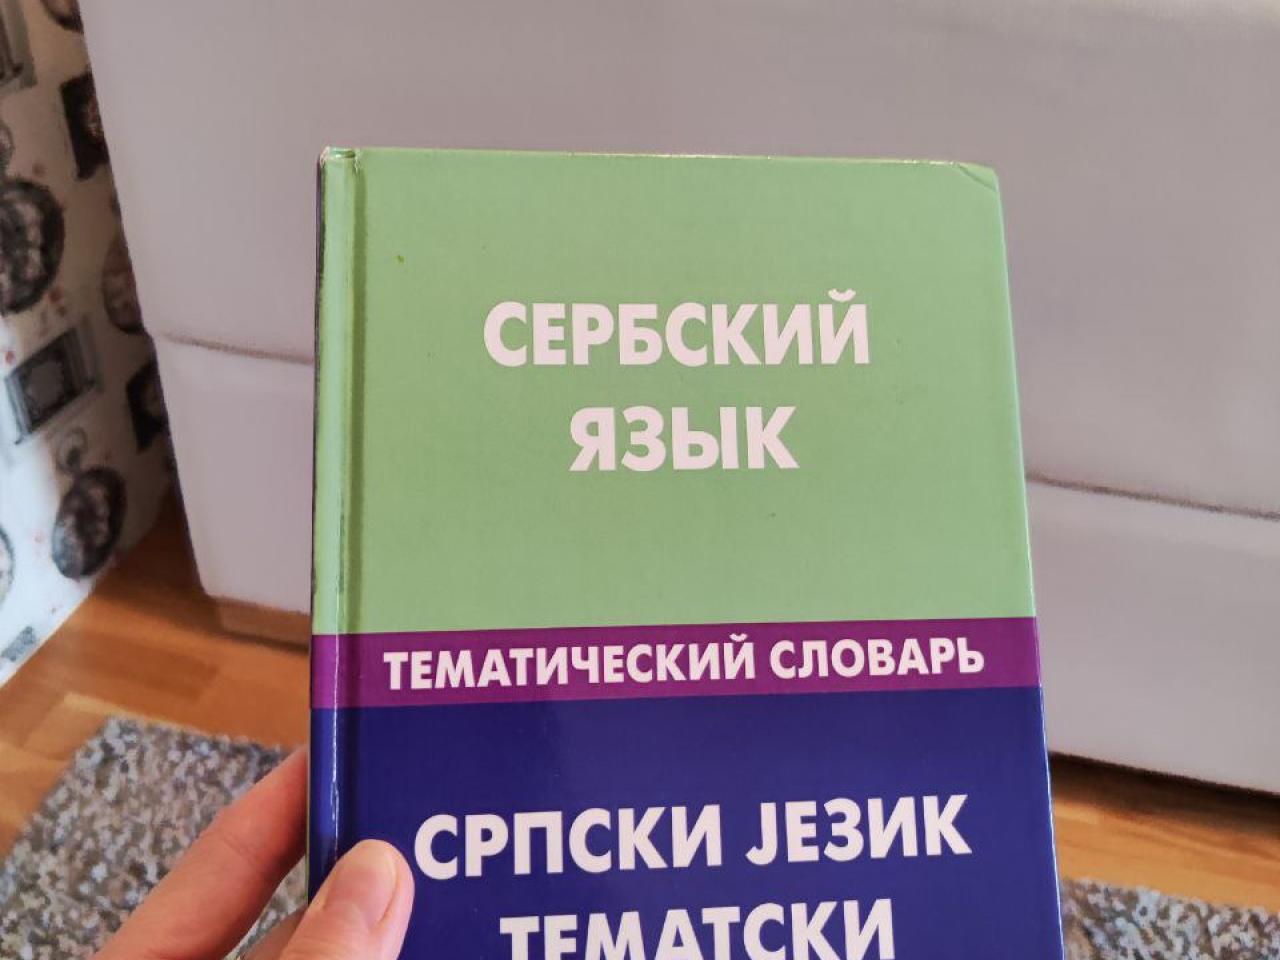 СЕРБСКИЙ
ЯЗЫК
ТЕМАТИЧЕСКИЙ СЛОВАРЬ
СРПСКИ ЈЕЗИК
ТЕМАТСКИ